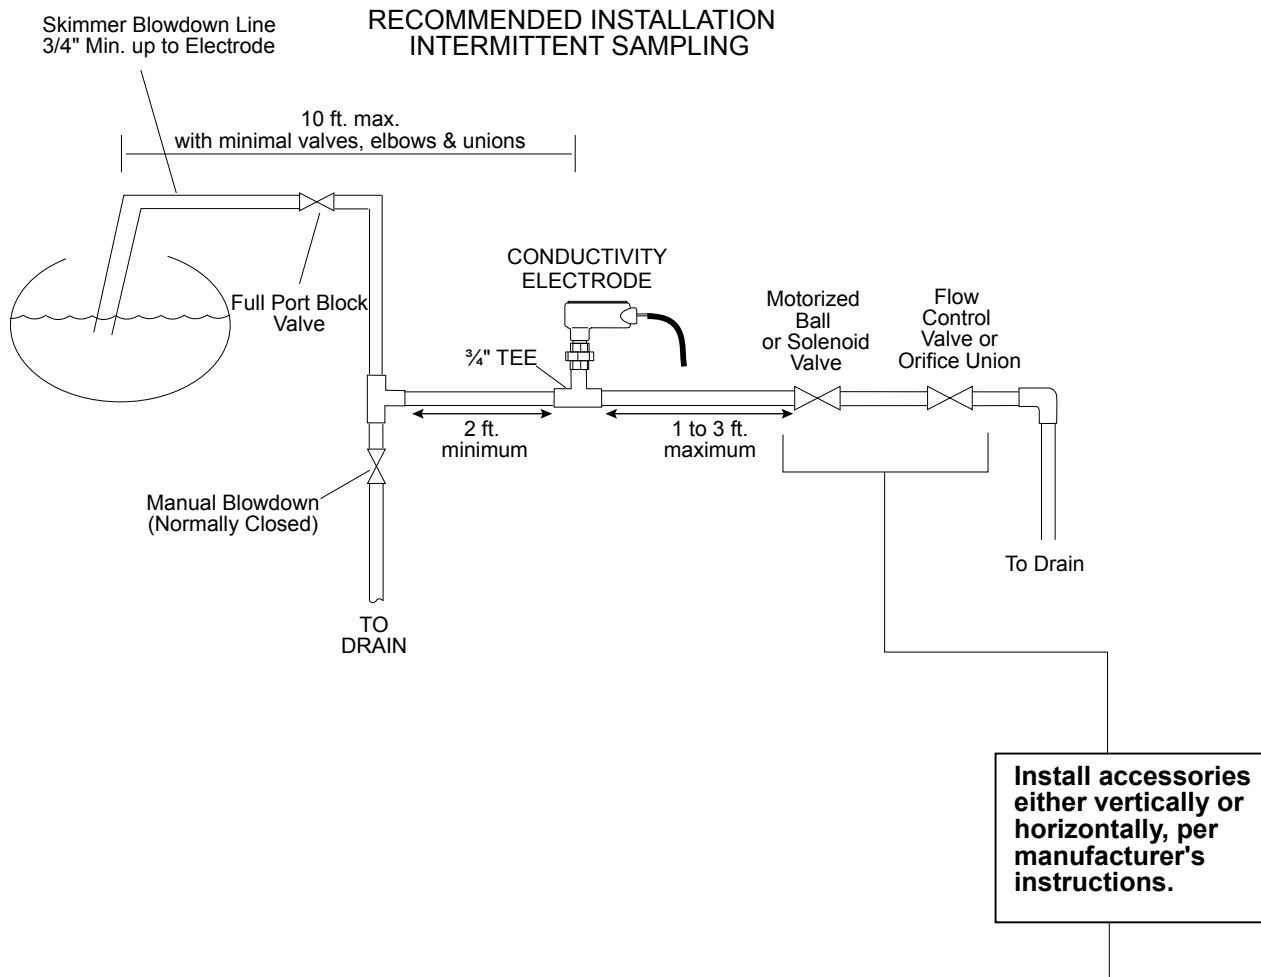 RECOMMENDED INSTALLATION
INTERMITTENT SAMPLING
Skimmer Blowdown Line
3/4" Min. up to Electrode
10 ft. max.
with minimal valves, elbows & unions
Full Port Block
Valve
CONDUCTIVITY
ELECTRODE
¾" TEE
Motorized
Ball
or Solenoid
Valve
Flow
Control
Valve or
Orifice Union
2 ft.
minimum
1 to 3 ft.
maximum
Manual Blowdown
(Normally Closed)
To Drain
TO
DRAIN
Install accessories
either vertically or
horizontally, per
manufacturer's
instructions.